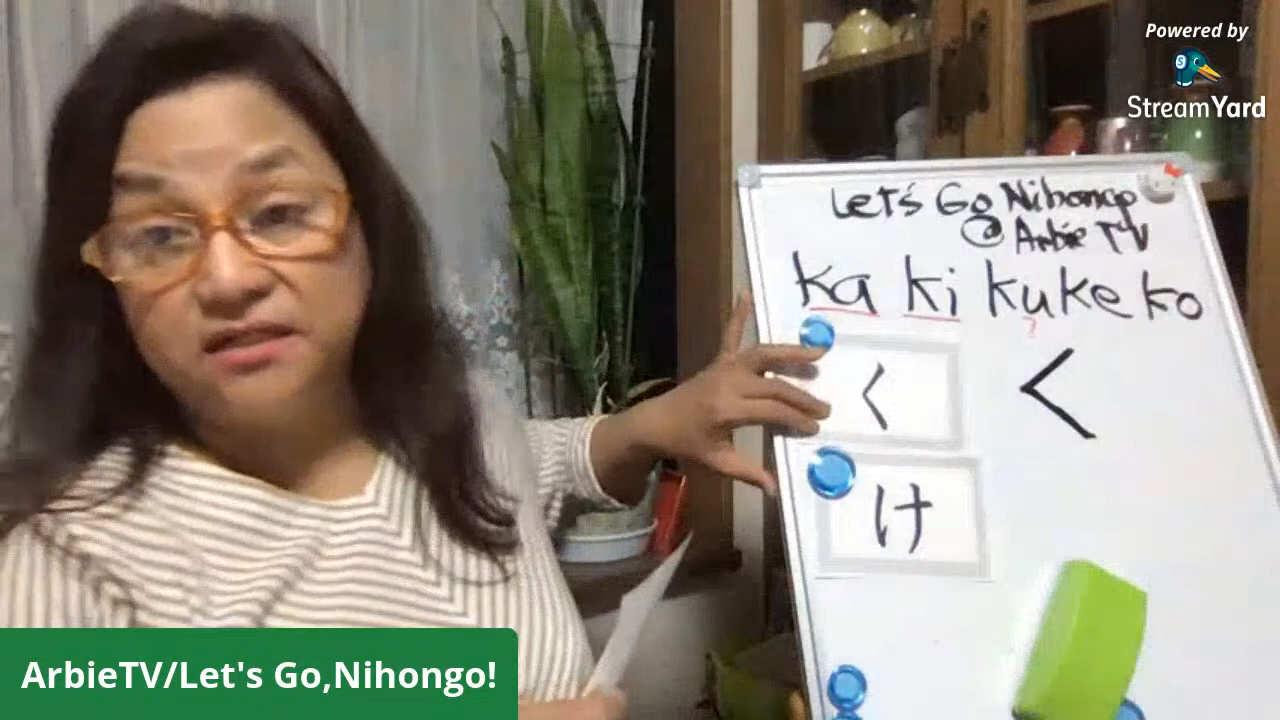 Powered by
StreamYard
Let's Go Nihongo
@ Arbie TV
ka ki ku ke ko
く く
け
ArbieTV/Let's Go,Nihongo!